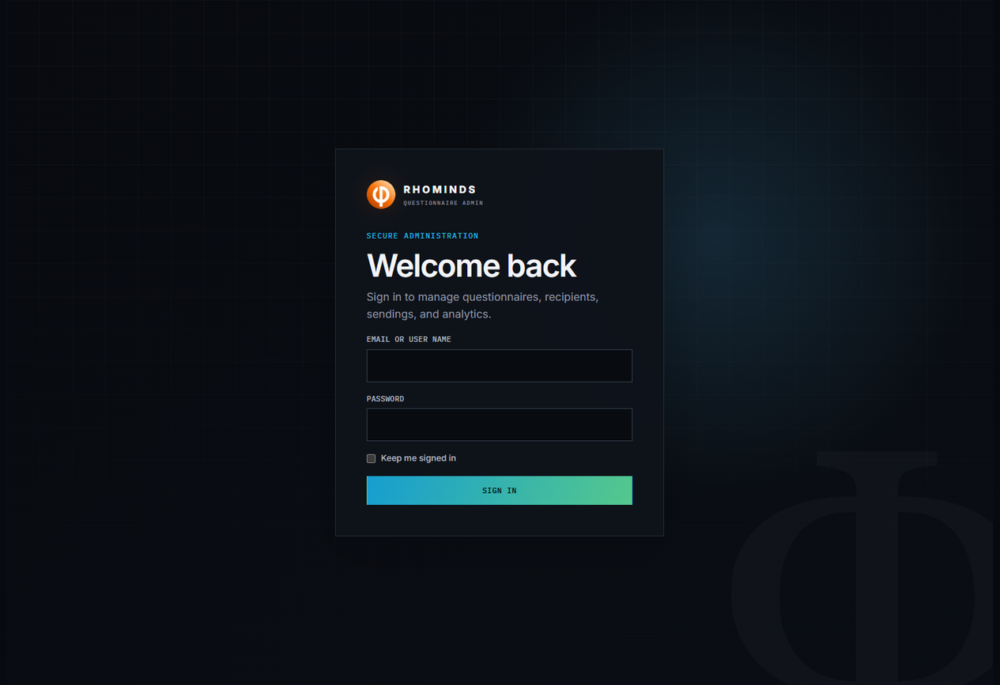 RHOMINDS
QUESTIONNAIRE ADMIN
SECURE ADMINISTRATION
Welcome back
Sign in to manage questionnaires, recipients,
sendings, and analytics.
EMAIL OR USER NAME
PASSWORD
Keep me signed in
SIGN IN
Φ